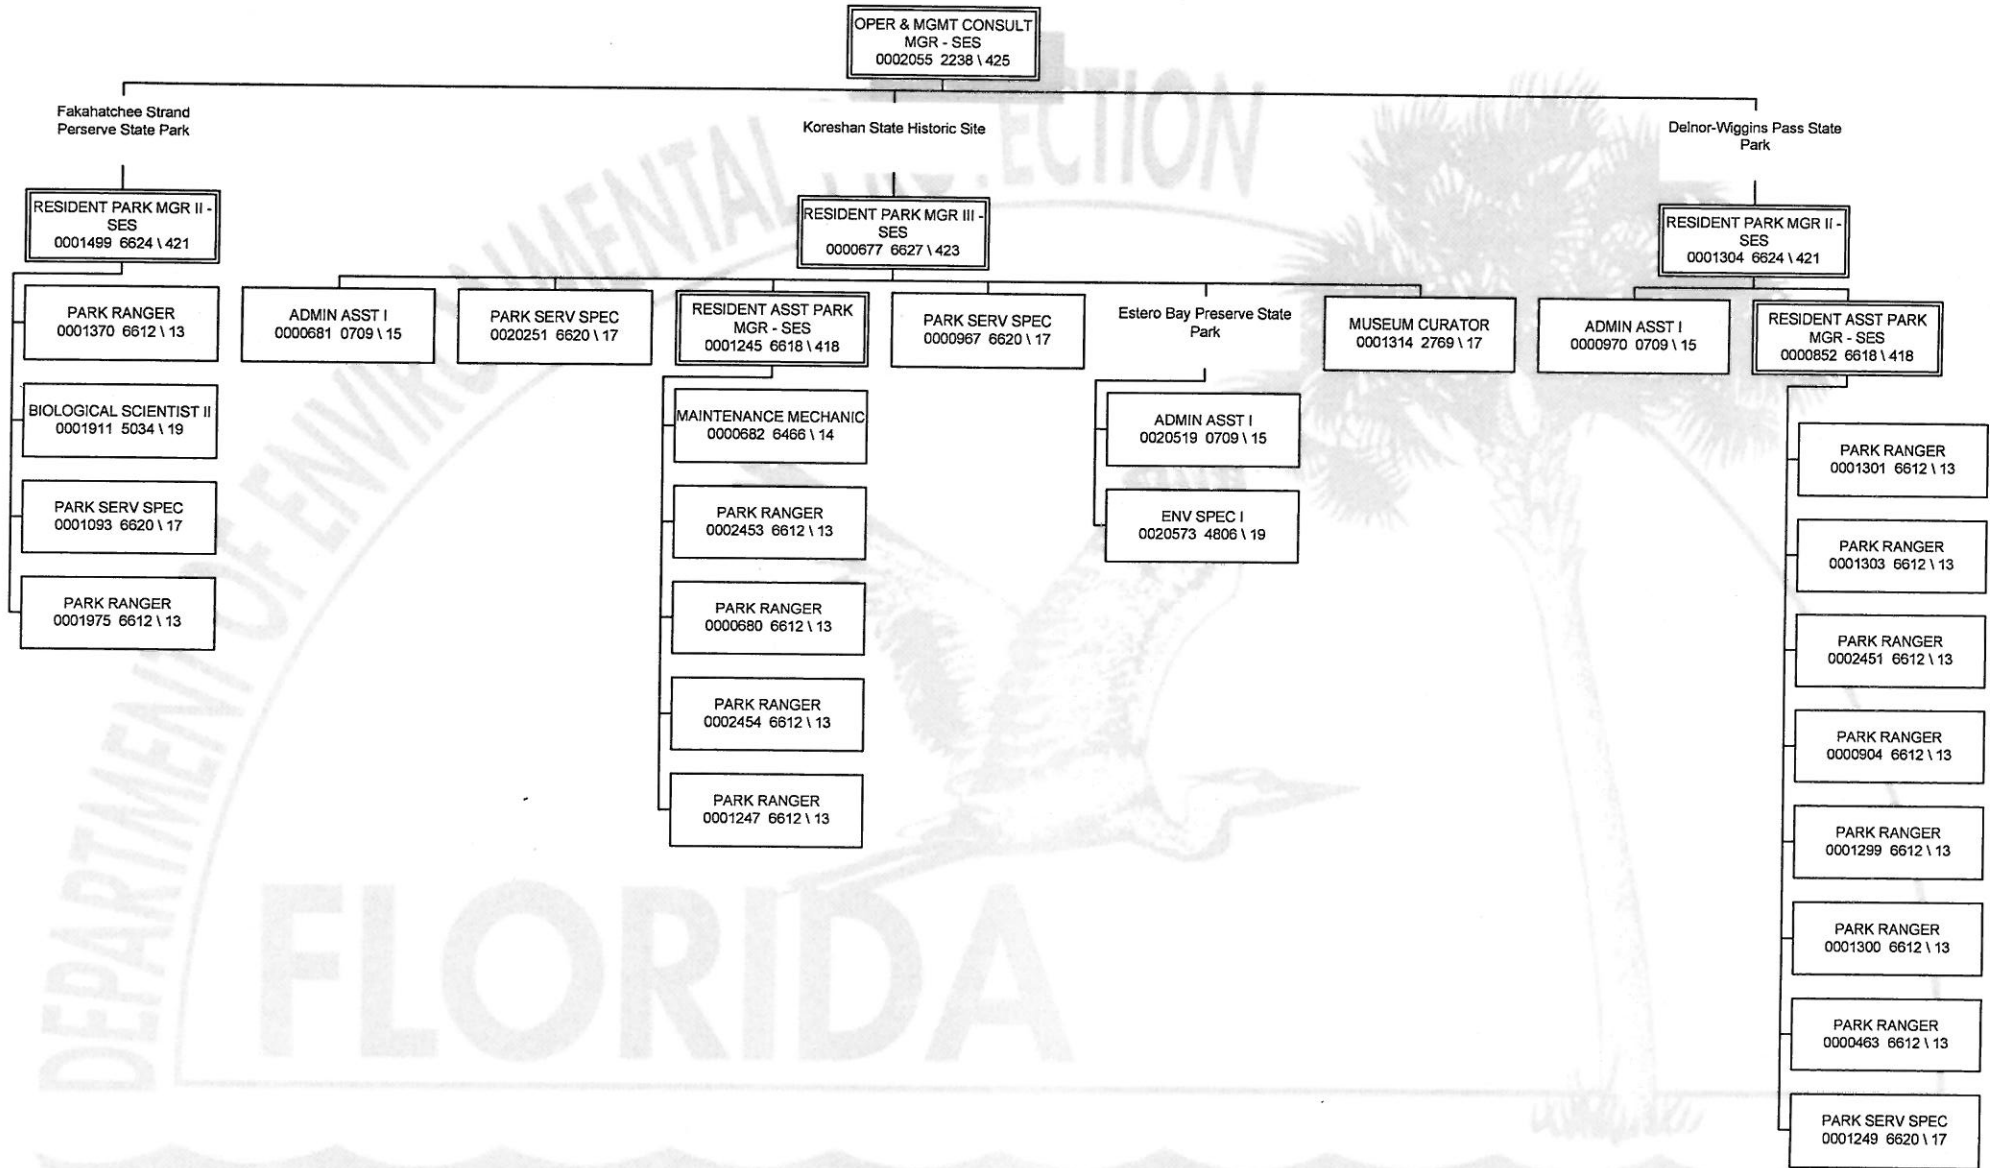 OPER & MGMT CONSULT
MGR - SES
0002055 2238 \ 425
Fakahatchee Strand
Perserve State Park
Koreshan State Historic Site
Delnor-Wiggins Pass State
Park
RESIDENT PARK MGR II -
SES
0001499 6624 \ 421
RESIDENT PARK MGR III -
SES
0000677 6627 \ 423
RESIDENT PARK MGR II -
SES
0001304 6624 \ 421
PARK RANGER
0001370 6612 \ 13
BIOLOGICAL SCIENTIST II
0001911 5034 \ 19
PARK SERV SPEC
0001093 6620 \ 17
PARK RANGER
0001975 6612 \ 13
ADMIN ASST I
0000681 0709 \ 15
PARK SERV SPEC
0020251 6620 \ 17
RESIDENT ASST PARK
MGR - SES
0001245 6618 \ 418
PARK SERV SPEC
0000967 6620 \ 17
Estero Bay Preserve State
Park
MUSEUM CURATOR
0001314 2769 \ 17
MAINTENANCE MECHANIC
0000682 6466 \ 14
PARK RANGER
0002453 6612 \ 13
PARK RANGER
0000680 6612 \ 13
PARK RANGER
0002454 6612 \ 13
PARK RANGER
0001247 6612 \ 13
ADMIN ASST I
0020519 0709 \ 15
ENV SPEC I
0020573 4806 \ 19
ADMIN ASST I
0000970 0709 \ 15
RESIDENT ASST PARK
MGR - SES
0000852 6618 \ 418
PARK RANGER
0001301 6612 \ 13
PARK RANGER
0001303 6612 \ 13
PARK RANGER
0002451 6612 \ 13
PARK RANGER
0000904 6612 \ 13
PARK RANGER
0001299 6612 \ 13
PARK RANGER
0001300 6612 \ 13
PARK RANGER
0000463 6612 \ 13
PARK SERV SPEC
0001249 6620 \ 17
DEPARTMENT OF ENVIRONMENTAL PROTECTION
FLORIDA